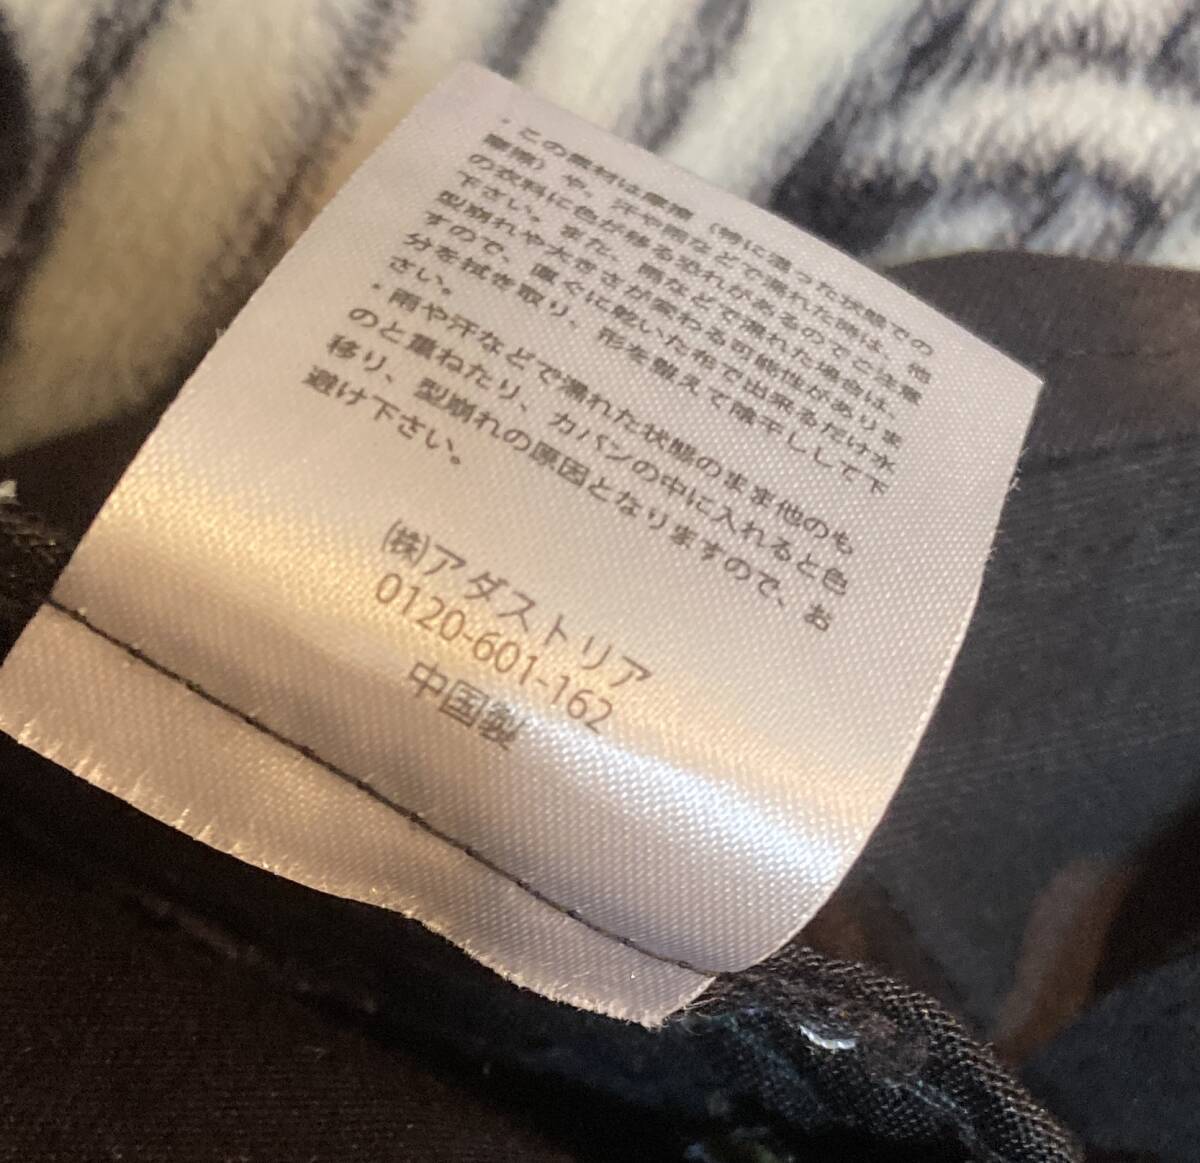 ・この素材は摩擦（特に湿った状態での
摩擦）や、汗や雨などで濡れた際は、他
の衣料に色が移る恐れがあるのでご注意
下さい。また、雨などで濡れた場合は、
型崩れや大きさが変わる可能性がありま
すので、直ぐに乾いた布で出来るだけ水
分を拭き取り、形を整えて陰干しして下
さい。
・雨や汗などで濡れた状態のまま他のも
のと重ねたり、カバンの中に入れると色
移り、型崩れの原因となりますので、お
避け下さい。
㈱アダストリア
0120-601-162
中国製